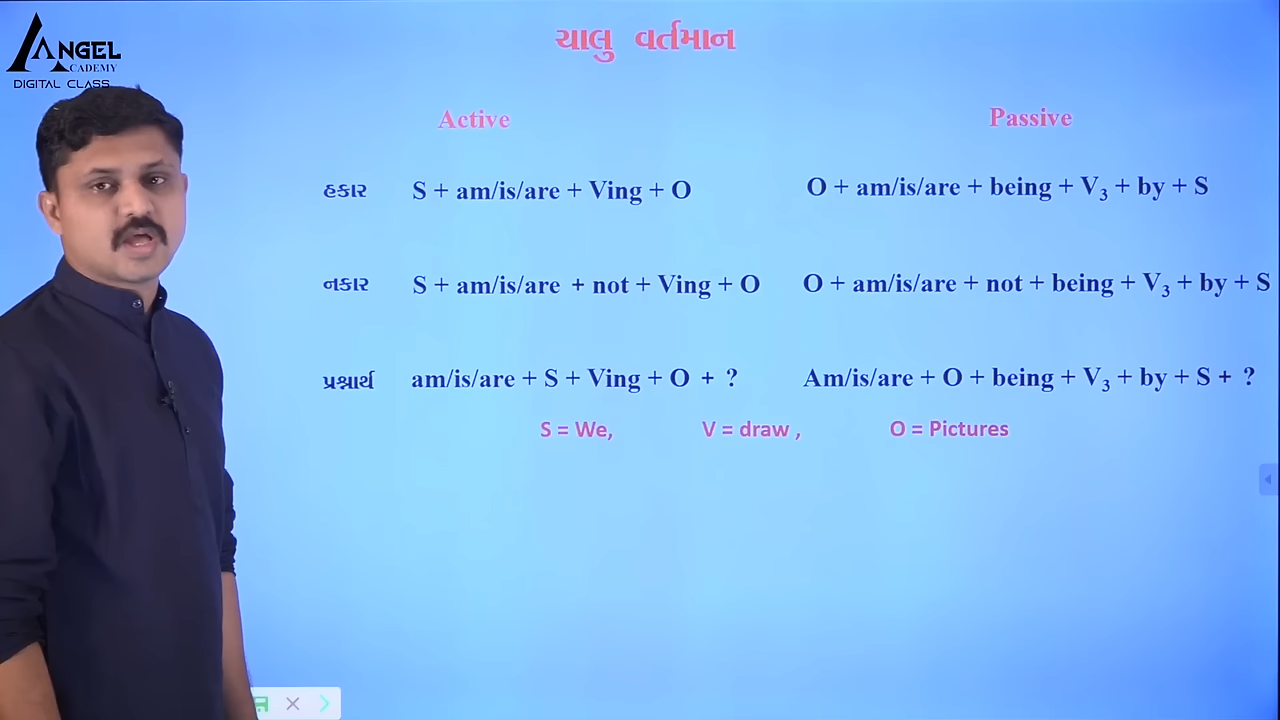 ANGEL
ACADEMY
DIGITAL CLASS
ચાલુ વર્તમાન
Active Passive
હકાર S + am/is/are + Ving + O O + am/is/are + being + V3 + by + S
નકાર S + am/is/are + not + Ving + O O + am/is/are + not + being + V3 + by + S
પ્રશ્નાર્થ am/is/are + S + Ving + O + ? Am/is/are + O + being + V3 + by + S + ?
S = We, V = draw , O = Pictures